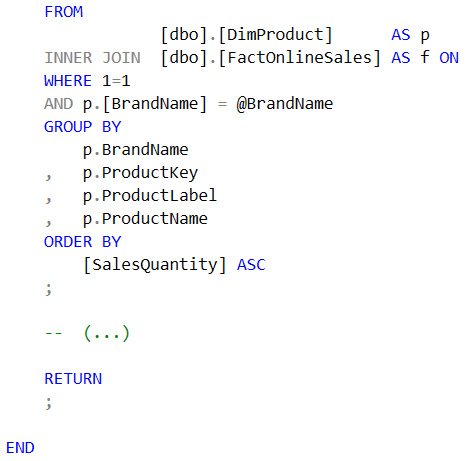 FROM
[dbo].[DimProduct] AS p
INNER JOIN [dbo].[FactOnlineSales] AS f ON
WHERE 1=1
AND p.[BrandName] = @BrandName
GROUP BY
p.BrandName
, p.ProductKey
, p.ProductLabel
, p.ProductName
ORDER BY
[SalesQuantity] ASC
;
-- (...)
RETURN
;
END